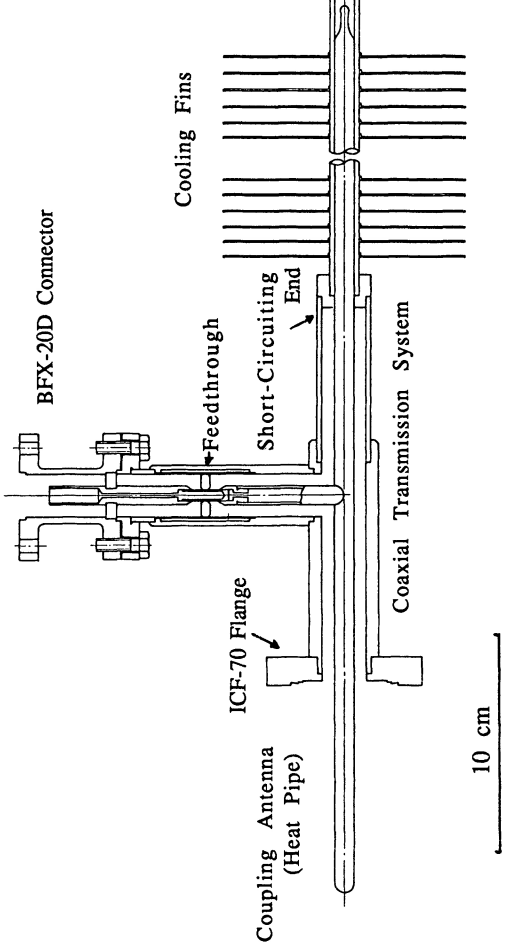 BFX-20D Connector
Cooling Fins
Feedthrough
Short-Circuiting
End
ICF-70 Flange
Coaxial Transmission System
Coupling Antenna
(Heat Pipe)
10 cm